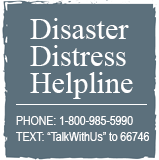 Disaster
Distress
Helpline
PHONE: 1-800-985-5990
TEXT: “TalkWithUs” to 66746